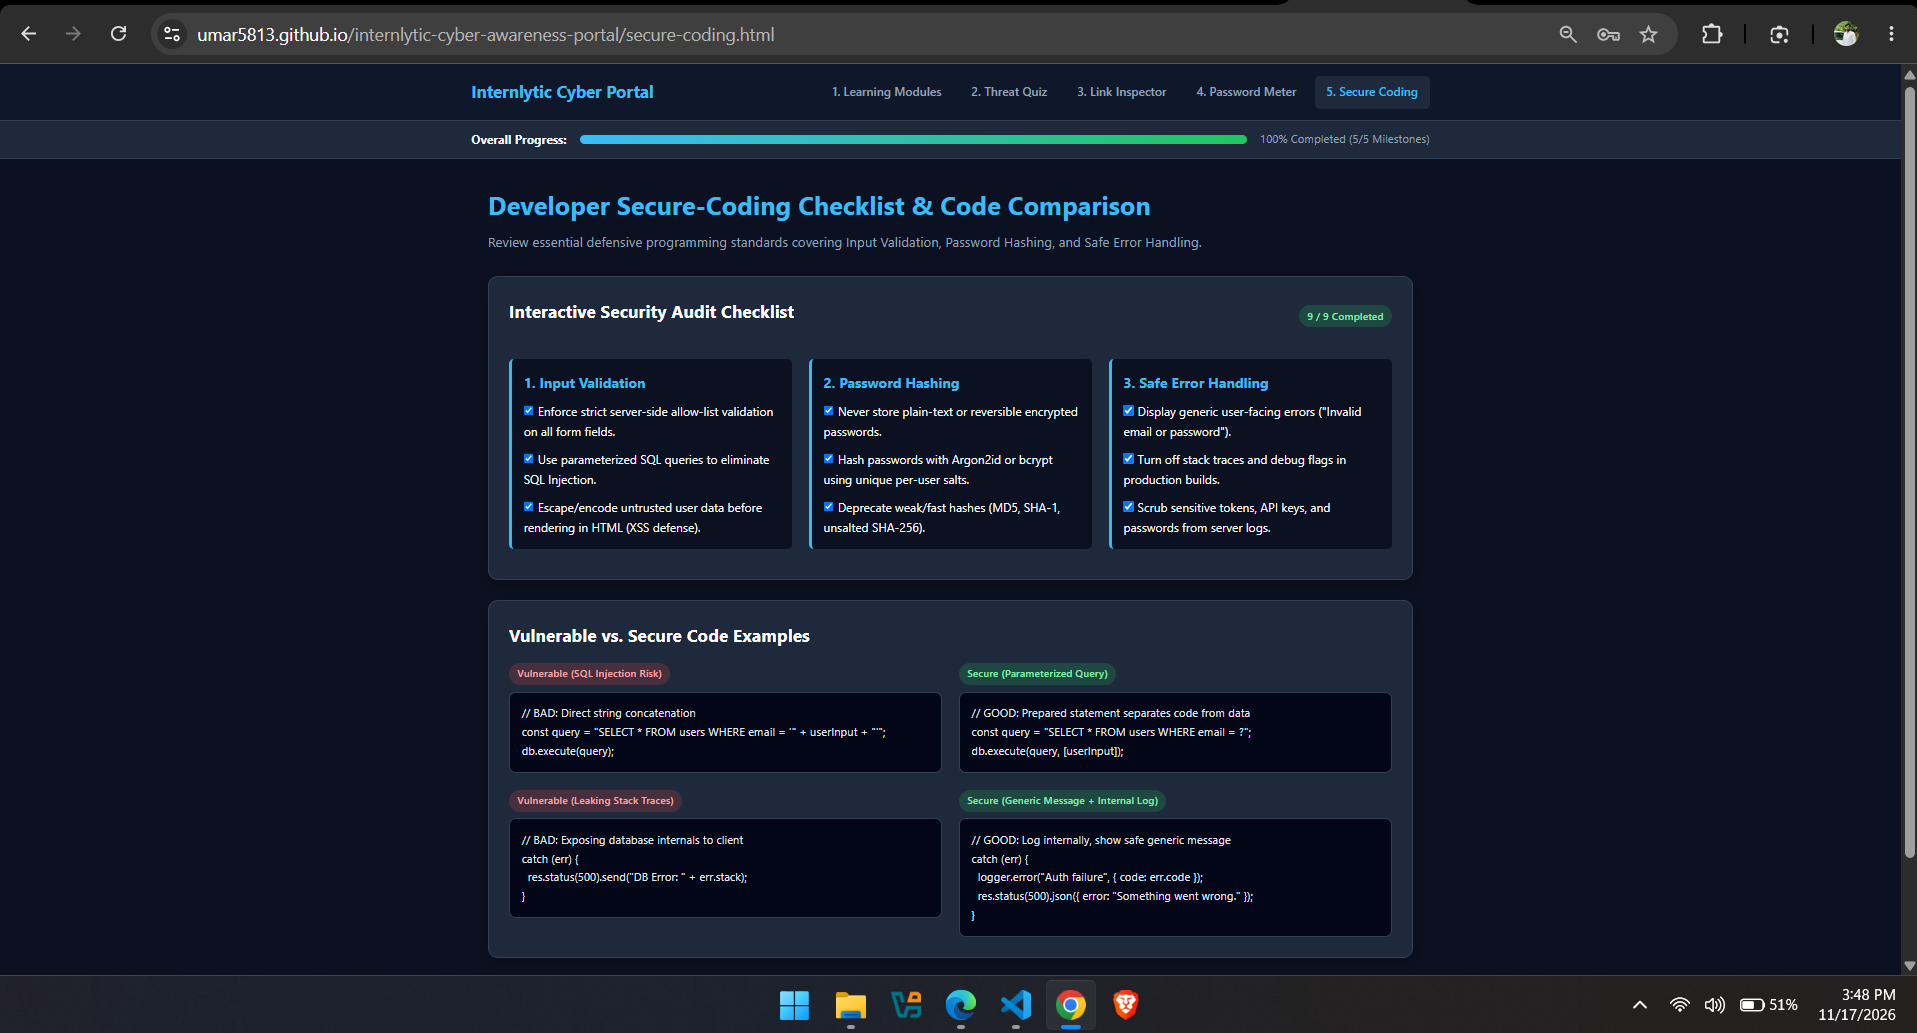 umar5813.github.io/internlytic-cyber-awareness-portal/secure-coding.html
Internlytic Cyber Portal
1. Learning Modules
2. Threat Quiz
3. Link Inspector
4. Password Meter
5. Secure Coding
Overall Progress:
100% Completed (5/5 Milestones)
Developer Secure-Coding Checklist & Code Comparison
Review essential defensive programming standards covering Input Validation, Password Hashing, and Safe Error Handling.
Interactive Security Audit Checklist
9 / 9 Completed
1. Input Validation
Enforce strict server-side allow-list validation
on all form fields.
Use parameterized SQL queries to eliminate
SQL Injection.
Escape/encode untrusted user data before
rendering in HTML (XSS defense).
2. Password Hashing
Never store plain-text or reversible encrypted
passwords.
Hash passwords with Argon2id or bcrypt
using unique per-user salts.
Deprecate weak/fast hashes (MD5, SHA-1,
unsalted SHA-256).
3. Safe Error Handling
Display generic user-facing errors ("Invalid
email or password").
Turn off stack traces and debug flags in
production builds.
Scrub sensitive tokens, API keys, and
passwords from server logs.
Vulnerable vs. Secure Code Examples
Vulnerable (SQL Injection Risk)
// BAD: Direct string concatenation
const query = "SELECT * FROM users WHERE email = '" + userInput + "'";
db.execute(query);
Secure (Parameterized Query)
// GOOD: Prepared statement separates code from data
const query = "SELECT * FROM users WHERE email = ?";
db.execute(query, [userInput]);
Vulnerable (Leaking Stack Traces)
// BAD: Exposing database internals to client
catch (err) {
res.status(500).send("DB Error: " + err.stack);
}
Secure (Generic Message + Internal Log)
// GOOD: Log internally, show safe generic message
catch (err) {
logger.error("Auth failure", { code: err.code });
res.status(500).json({ error: "Something went wrong." });
}
51%
3:48 PM
11/17/2026